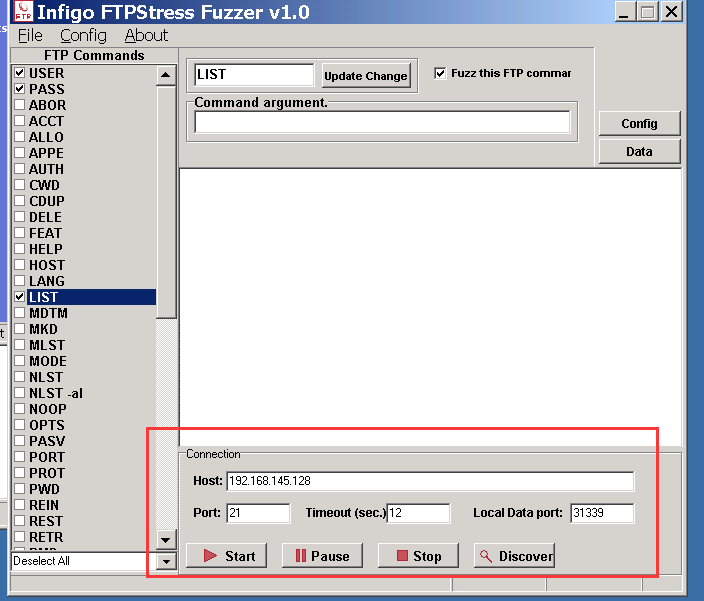 FTP Infigo FTPStress Fuzzer v1.0
File Config About
FTP Commands
USER
PASS
ABOR
ACCT
ALLO
APPE
AUTH
CWD
CDUP
DELE
FEAT
HELP
HOST
LANG
LIST
MDTM
MKD
MLST
MODE
NLST
NLST -al
NOOP
OPTS
PASV
PORT
PROT
PWD
REIN
REST
RETR
Deselect All
LIST Update Change Fuzz this FTP commar
Command argument.
Config
Data
Connection
Host: 192.168.145.128
Port: 21 Timeout (sec.) 12 Local Data port: 31339
Start Pause Stop Discover